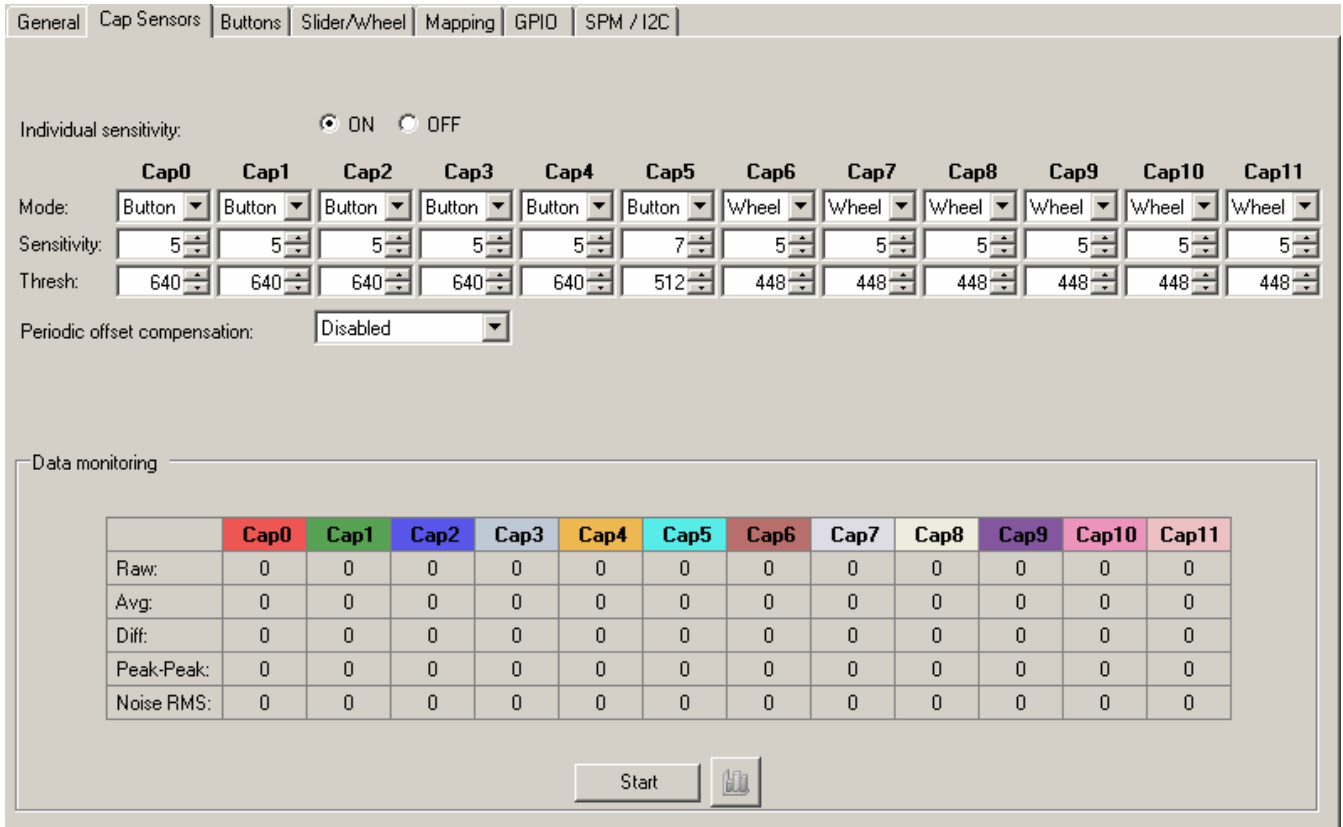 General Cap Sensors Buttons Slider/Wheel Mapping GPIO SPM / I2C
Individual sensitivity: ON OFF
Cap0 Cap1 Cap2 Cap3 Cap4 Cap5 Cap6 Cap7 Cap8 Cap9 Cap10 Cap11
Mode: Button Button Button Button Button Button Wheel Wheel Wheel Wheel Wheel Wheel
Sensitivity: 5 5 5 5 5 7 5 5 5 5 5 5
Thresh: 640 640 640 640 640 512 448 448 448 448 448 448
Periodic offset compensation: Disabled
Data monitoring
Cap0 Cap1 Cap2 Cap3 Cap4 Cap5 Cap6 Cap7 Cap8 Cap9 Cap10 Cap11
Raw: 0 0 0 0 0 0 0 0 0 0 0 0
Avg: 0 0 0 0 0 0 0 0 0 0 0 0
Diff: 0 0 0 0 0 0 0 0 0 0 0 0
Peak-Peak: 0 0 0 0 0 0 0 0 0 0 0 0
Noise RMS: 0 0 0 0 0 0 0 0 0 0 0 0
Start